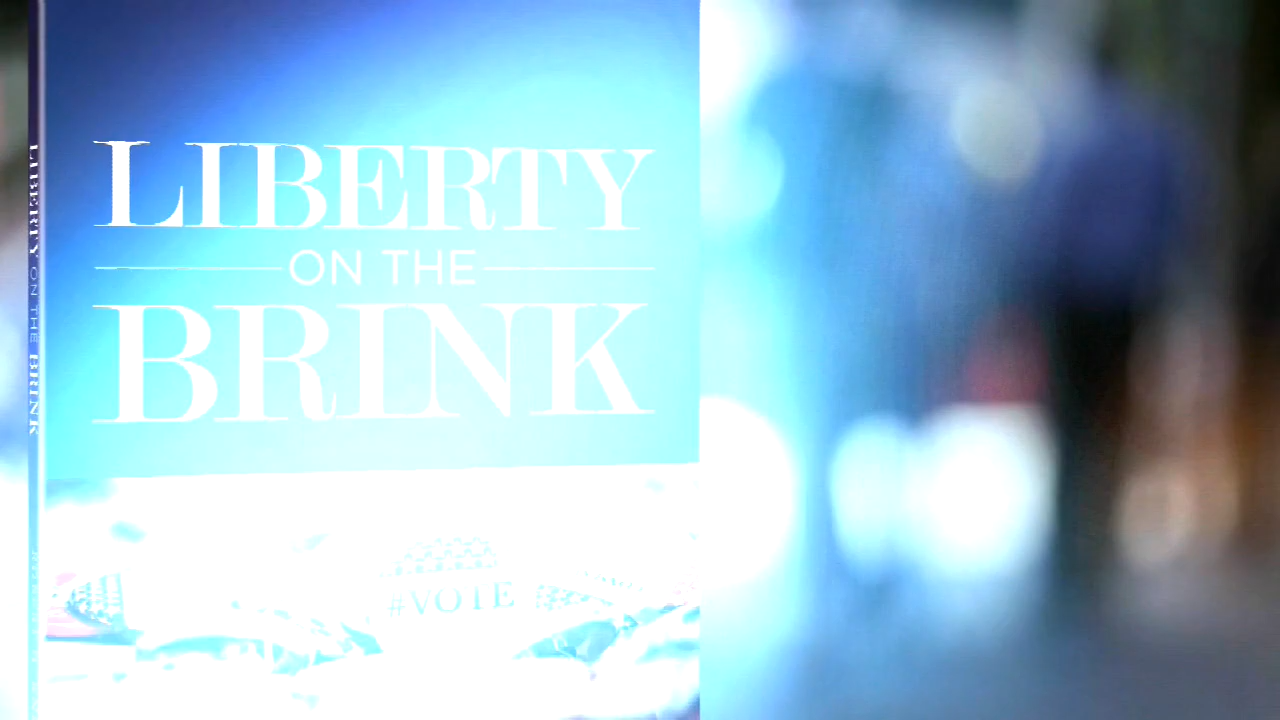 LIBERTY
ON THE
BRINK
#VOTE
LIBERTY ON THE BRINK